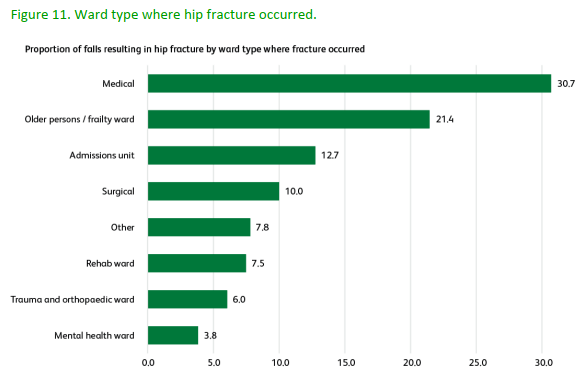 Figure 11. Ward type where hip fracture occurred.
Proportion of falls resulting in hip fracture by ward type where fracture occurred
Medical 30.7
Older persons / frailty ward 21.4
Admissions unit 12.7
Surgical 10.0
Other 7.8
Rehab ward 7.5
Trauma and orthopaedic ward 6.0
Mental health ward 3.8
0.0 5.0 10.0 15.0 20.0 25.0 30.0